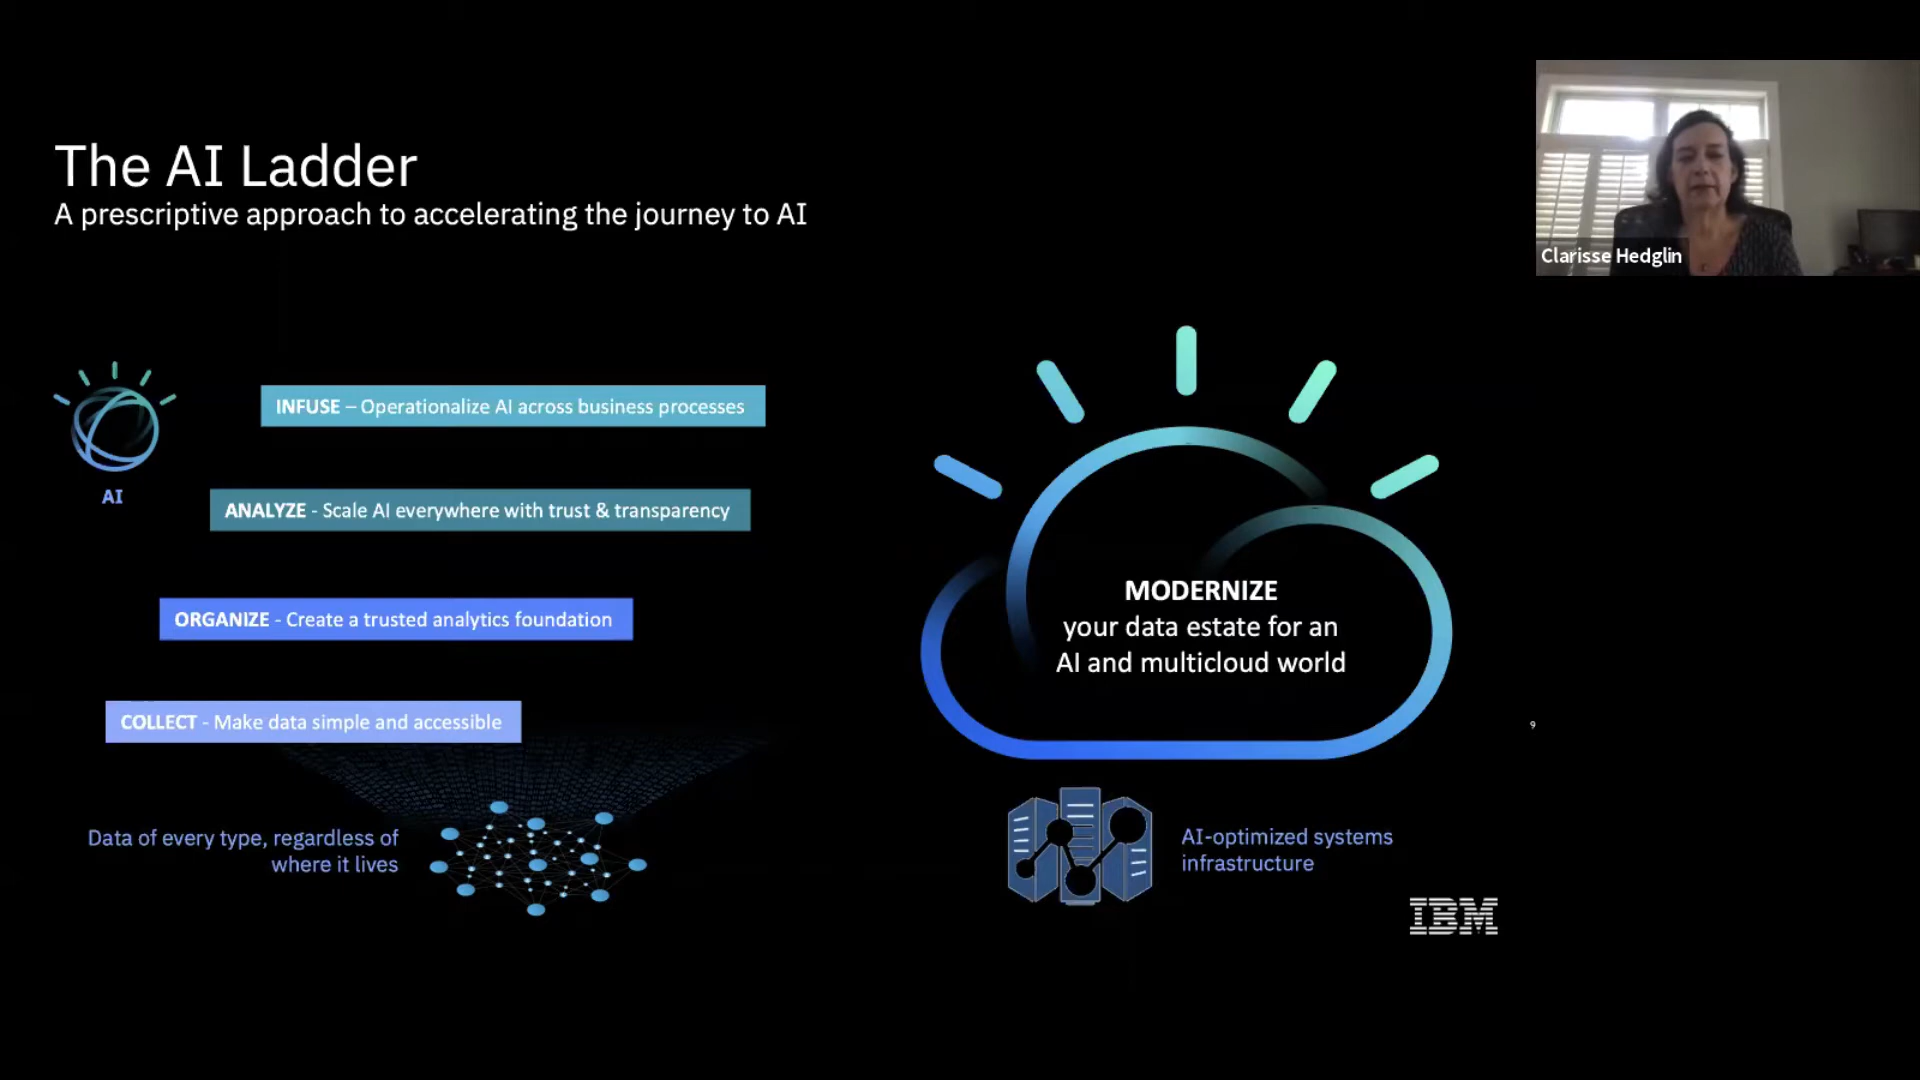 The AI Ladder
A prescriptive approach to accelerating the journey to AI
Clarisse Hedglin
AI
INFUSE – Operationalize AI across business processes
ANALYZE - Scale AI everywhere with trust & transparency
ORGANIZE - Create a trusted analytics foundation
COLLECT - Make data simple and accessible
Data of every type, regardless of
where it lives
MODERNIZE
your data estate for an
AI and multicloud world
9
AI-optimized systems
infrastructure
IBM